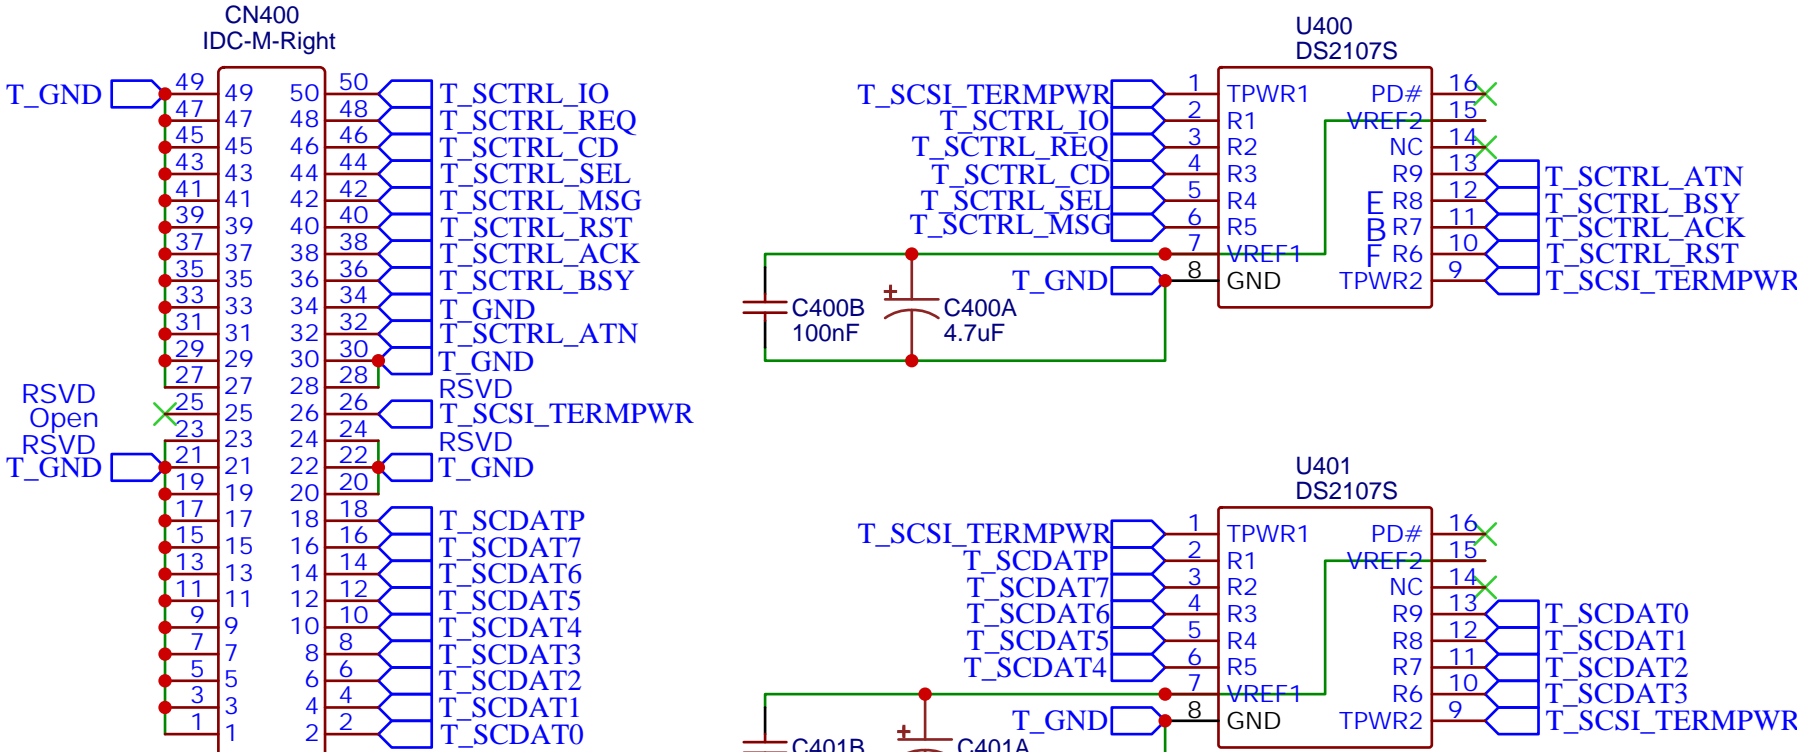 CN400
IDC-M-Right
T_GND 49 49 50 50 T_SCTRL_IO
47 47 48 48 T_SCTRL_REQ
45 45 46 46 T_SCTRL_CD
43 43 44 44 T_SCTRL_SEL
41 41 42 42 T_SCTRL_MSG
39 39 40 40 T_SCTRL_RST
37 37 38 38 T_SCTRL_ACK
35 35 36 36 T_SCTRL_BSY
33 33 34 34 T_GND
31 31 32 32 T_SCTRL_ATN
29 29 30 30 T_GND
27 27 28 28 RSVD
RSVD
Open
25 25 26 26 T_SCSI_TERMPWR
RSVD 23 23 24 24 RSVD
T_GND 21 21 22 22 T_GND
19 19 20 20
17 17 18 18 T_SCDATP
15 15 16 16 T_SCDAT7
13 13 14 14 T_SCDAT6
11 11 12 12 T_SCDAT5
9 9 10 10 T_SCDAT4
7 7 8 8 T_SCDAT3
5 5 6 6 T_SCDAT2
3 3 4 4 T_SCDAT1
1 1 2 2 T_SCDAT0
U400
DS2107S
T_SCSI_TERMPWR 1 TPWR1 PD# 16
T_SCTRL_IO 2 R1 VREF2 15
T_SCTRL_REQ 3 R2 NC 14
T_SCTRL_CD 4 R3 R9 13 T_SCTRL_ATN
T_SCTRL_SEL 5 R4 E R8 12 T_SCTRL_BSY
T_SCTRL_MSG 6 R5 B R7 11 T_SCTRL_ACK
7 VREF1 F R6 10 T_SCTRL_RST
T_GND 8 GND TPWR2 9 T_SCSI_TERMPWR
C400B
100nF
+
C400A
4.7uF
U401
DS2107S
T_SCSI_TERMPWR 1 TPWR1 PD# 16
T_SCDATP 2 R1 VREF2 15
T_SCDAT7 3 R2 NC 14
T_SCDAT6 4 R3 R9 13 T_SCDAT0
T_SCDAT5 5 R4 R8 12 T_SCDAT1
T_SCDAT4 6 R5 R7 11 T_SCDAT2
7 VREF1 R6 10 T_SCDAT3
T_GND 8 GND TPWR2 9 T_SCSI_TERMPWR
C401B
+
C401A